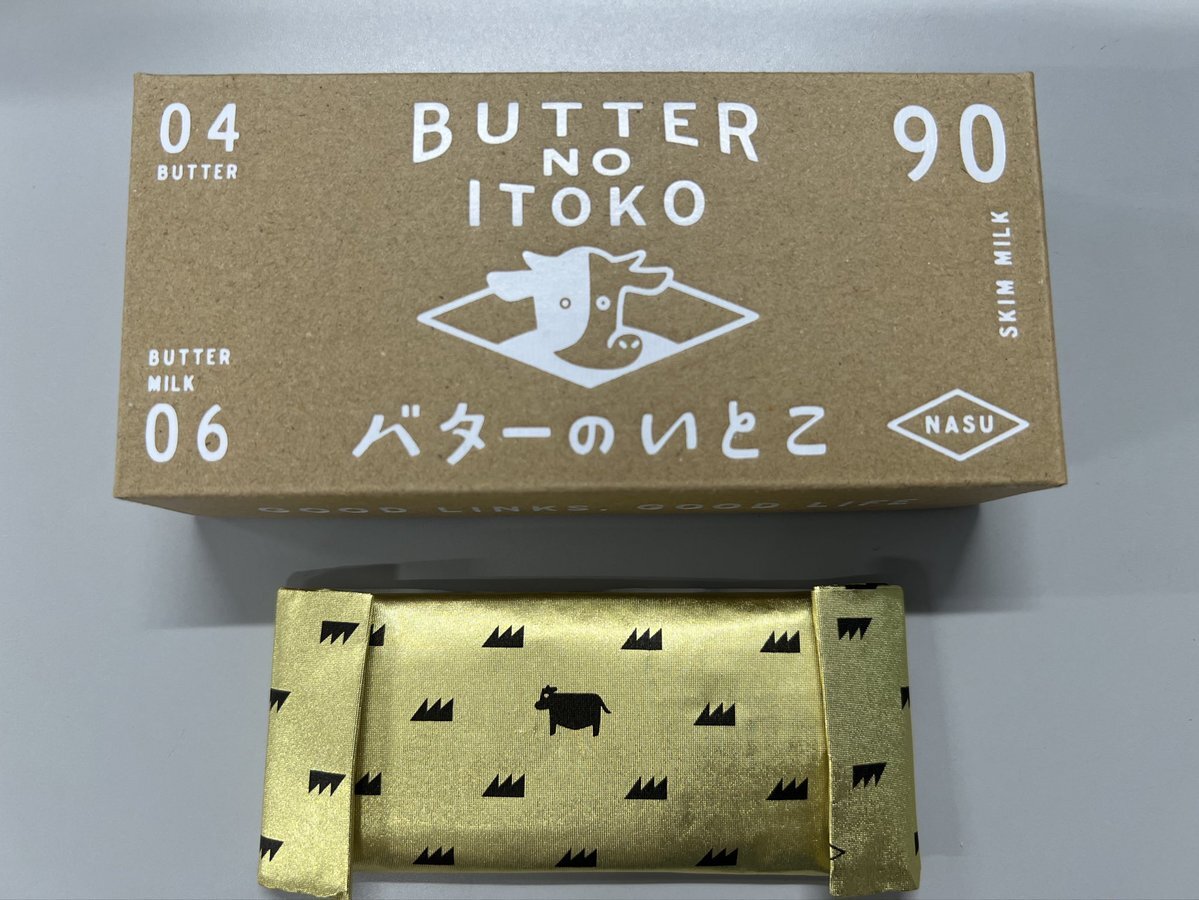 04
BUTTER
BUTTER
NO
ITOKO
90
SKIM MILK
BUTTER
MILK
06
バターのいとこ
NASU
GOOD LINKS, GOOD LIFE